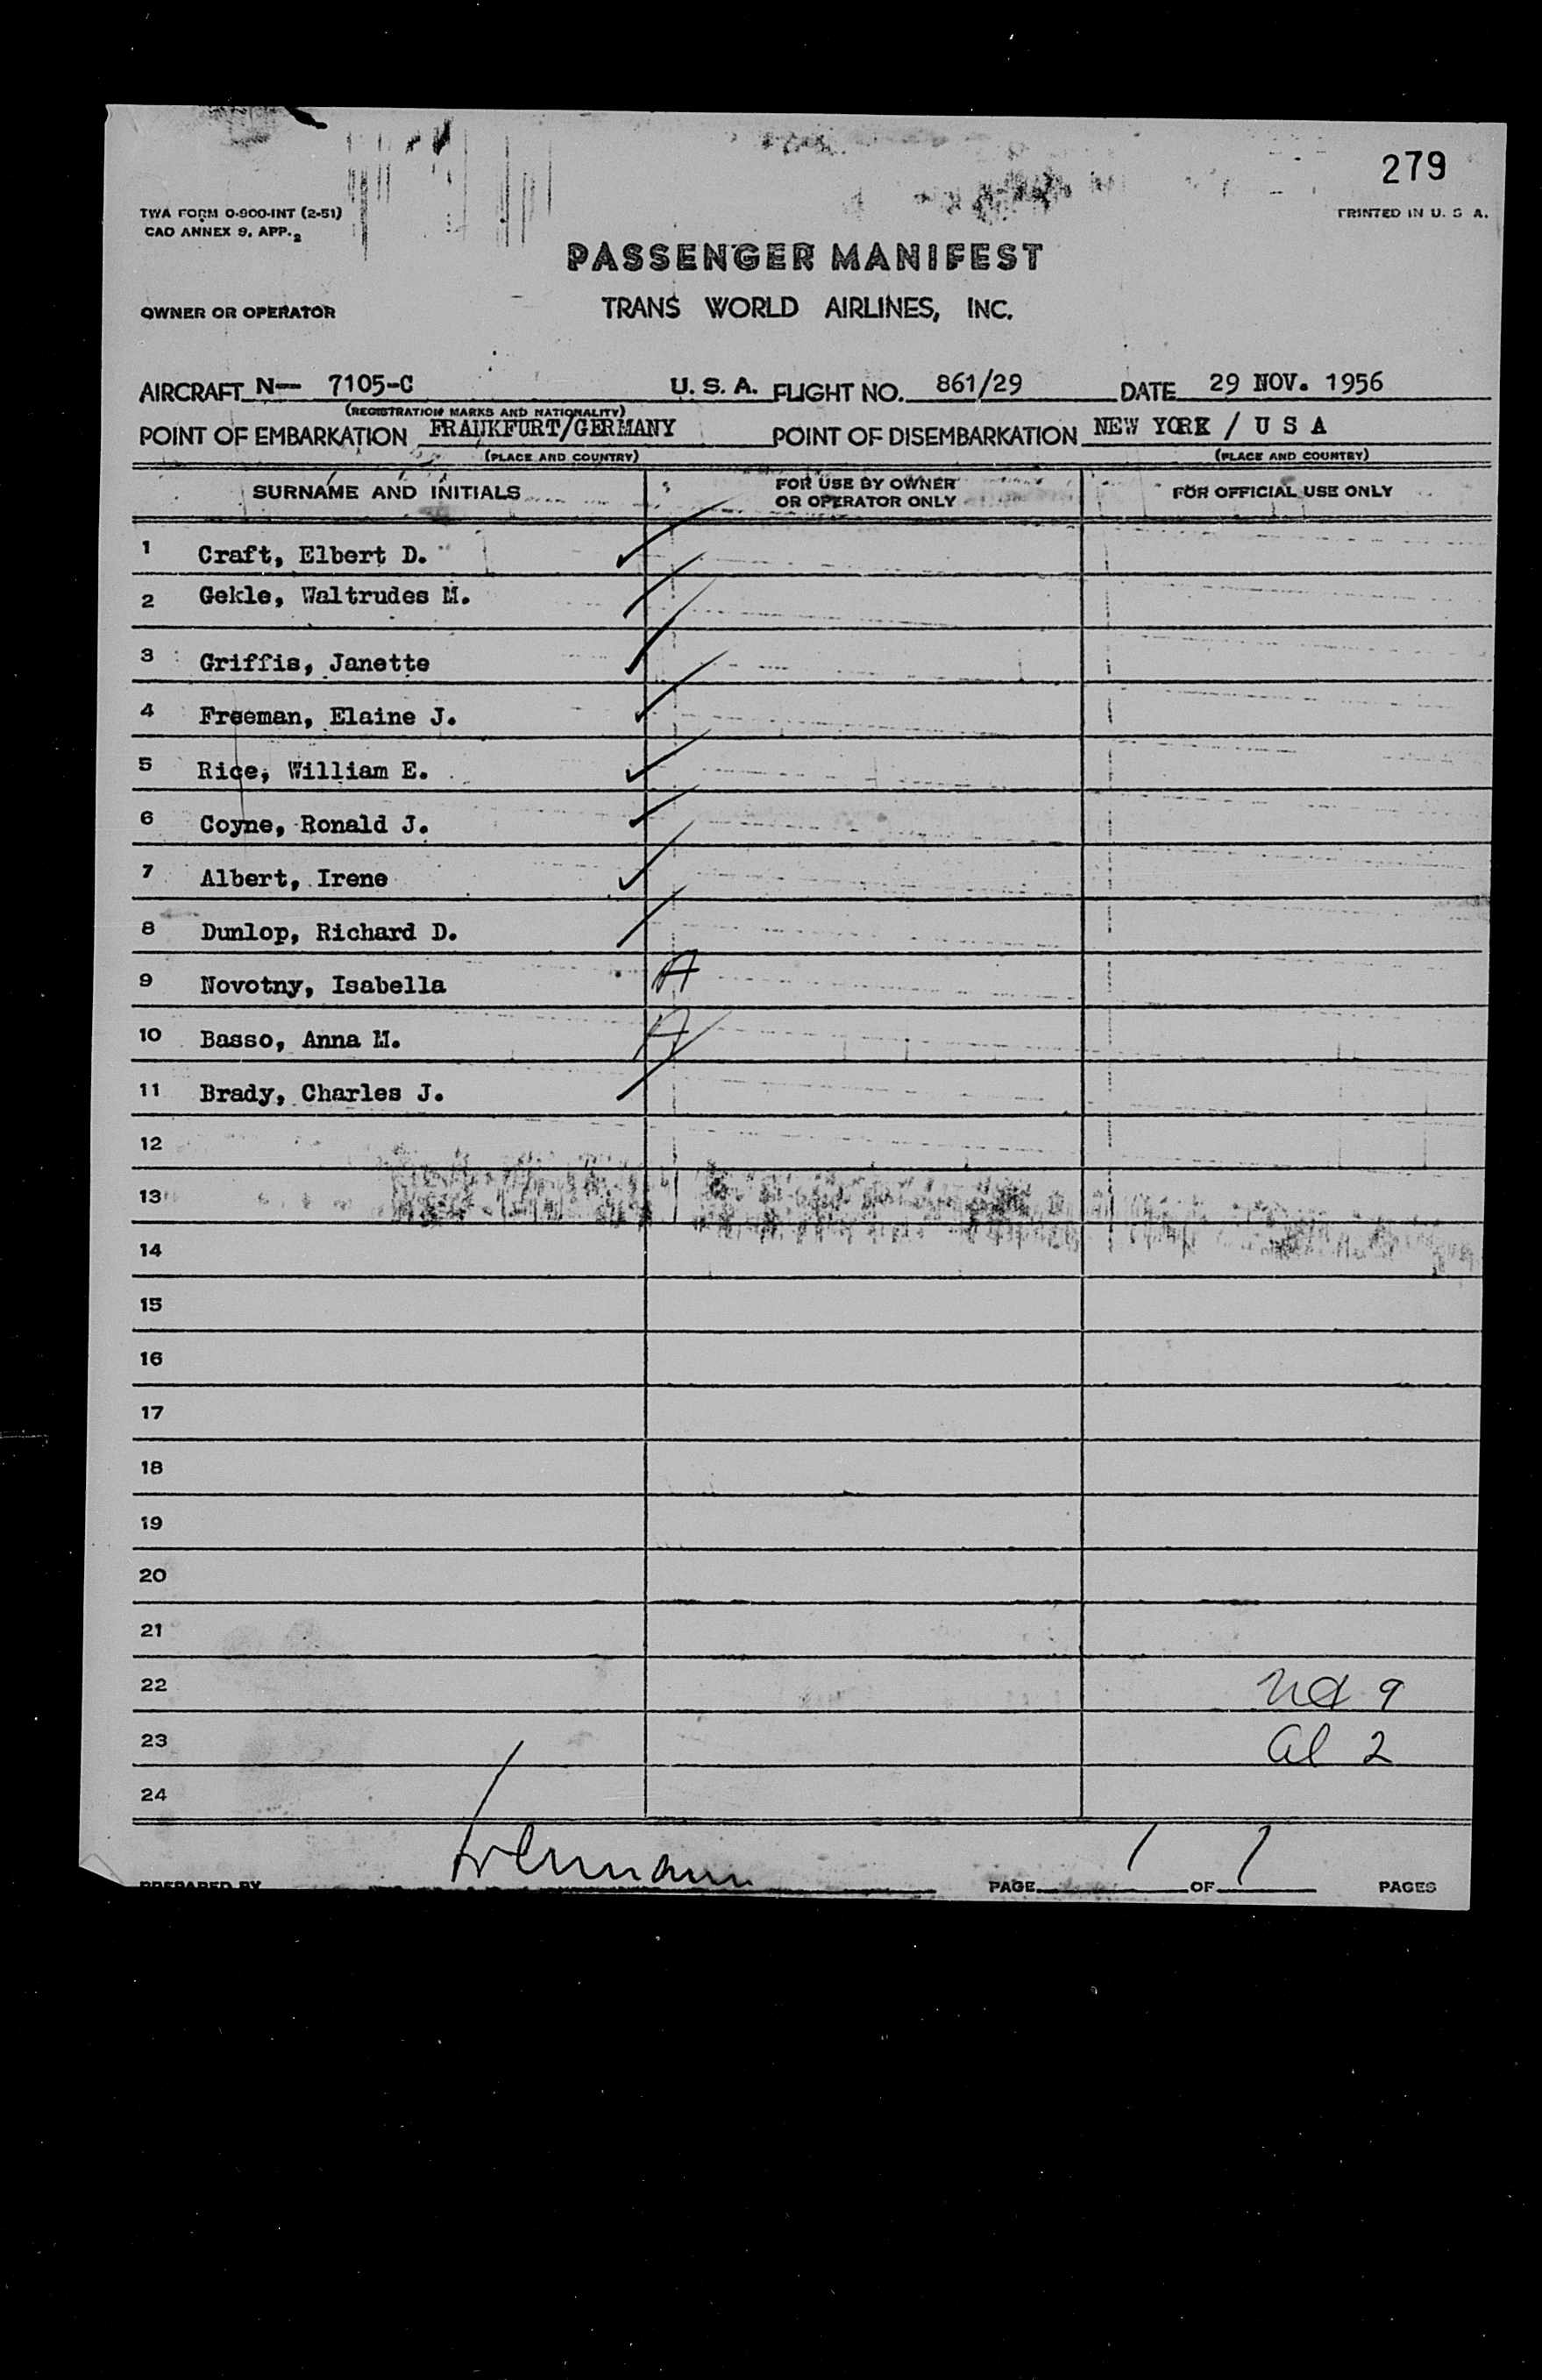 279
TWA FORM O-900-INT (2-51)
CAO ANNEX 9, APP. 2
PRINTED IN U. S A.
PASSENGER MANIFEST
OWNER OR OPERATOR
TRANS WORLD AIRLINES, INC.
AIRCRAFT N— 7105-C U. S. A. FLIGHT NO. 861/29 DATE 29 NOV. 1956
(REGISTRATION MARKS AND NATIONALITY)
POINT OF EMBARKATION FRANKFURT/GERMANY POINT OF DISEMBARKATION NEW YORK / U S A
(PLACE AND COUNTRY) (PLACE AND COUNTRY)
SURNAME AND INITIALS FOR USE BY OWNER OR OPERATOR ONLY FOR OFFICIAL USE ONLY
1 Craft, Elbert D.
2 Gekle, Waltrudes M.
3 Griffis, Janette
4 Freeman, Elaine J.
5 Rice, William E.
6 Coyne, Ronald J.
7 Albert, Irene
8 Dunlop, Richard D.
9 Novotny, Isabella A
10 Basso, Anna M. A
11 Brady, Charles J.
12
13
14
15
16
17
18
19
20
21
22 9
23 al 2
24
PREPARED BY PAGE 1 OF 1 PAGES